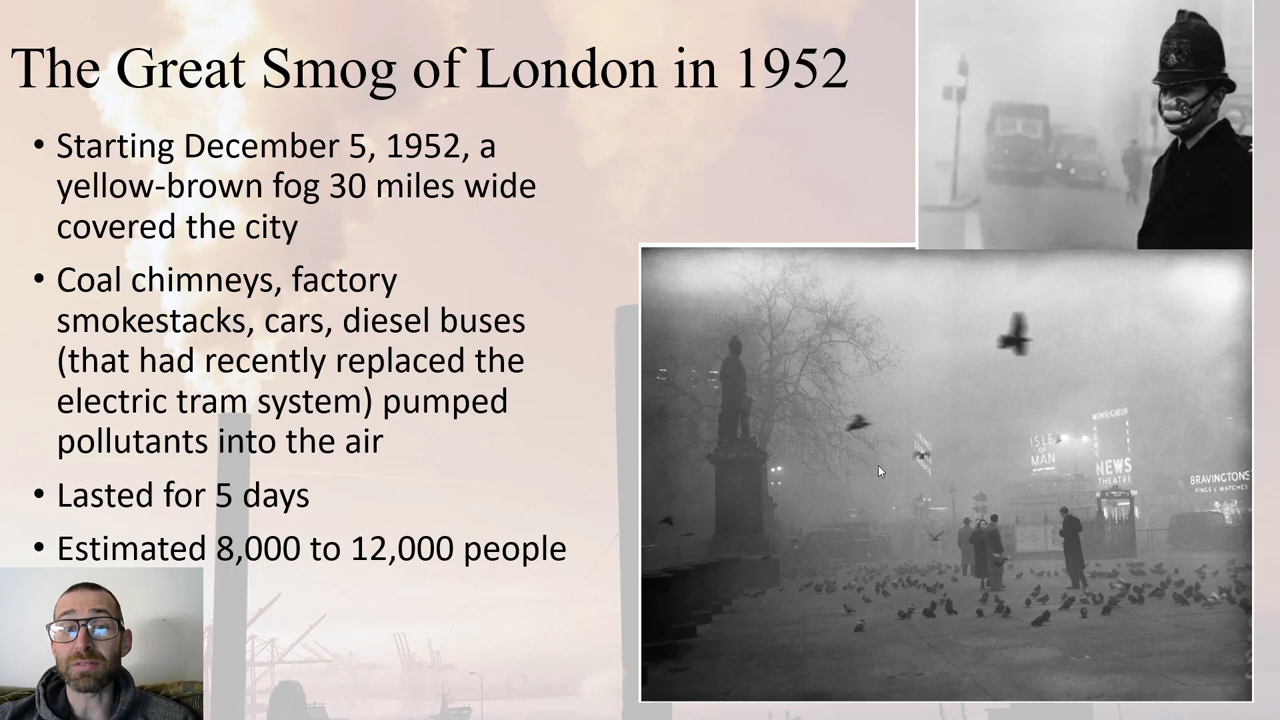 The Great Smog of London in 1952
• Starting December 5, 1952, a
yellow-brown fog 30 miles wide
covered the city
• Coal chimneys, factory
smokestacks, cars, diesel buses
(that had recently replaced the
electric tram system) pumped
pollutants into the air
• Lasted for 5 days
• Estimated 8,000 to 12,000 people
MONSEIGNEUR
ISLE
OF
MAN
NEWS
THEATRE
BRAVINGTONS
RINGS & WATCHES